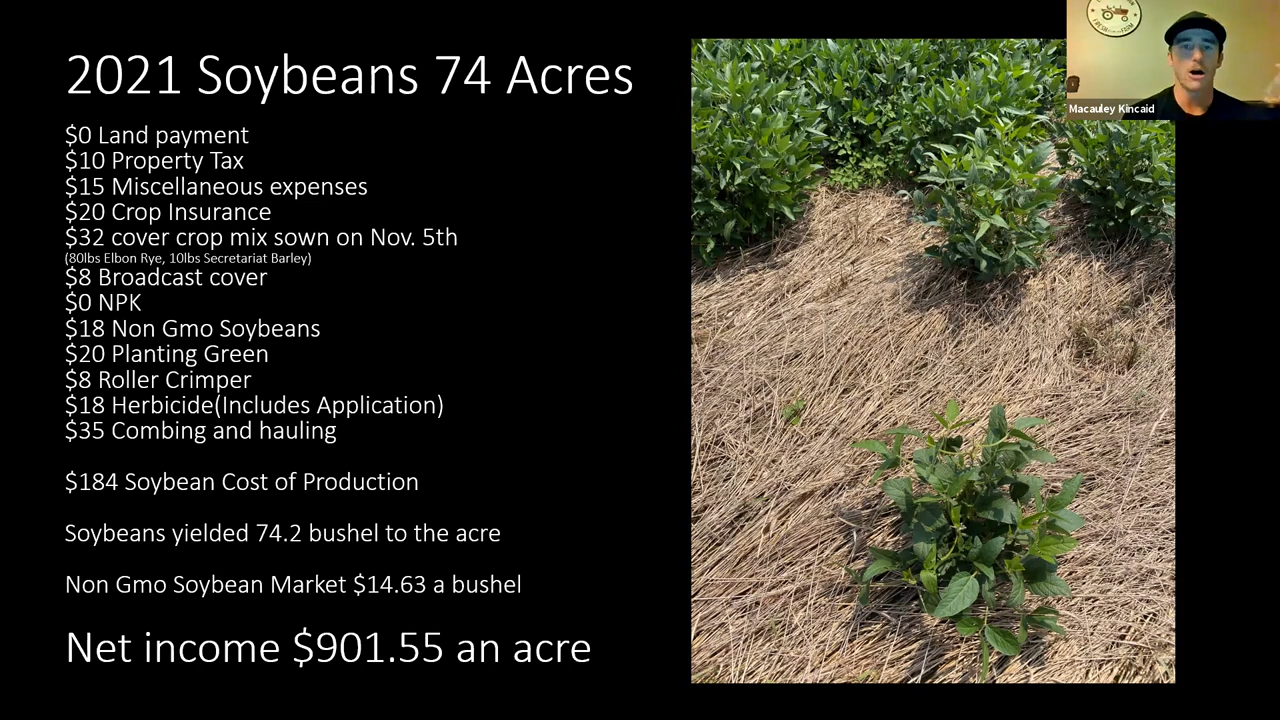 2021 Soybeans 74 Acres
$0 Land payment
$10 Property Tax
$15 Miscellaneous expenses
$20 Crop Insurance
$32 cover crop mix sown on Nov. 5th
(80lbs Elbon Rye, 10lbs Secretariat Barley)
$8 Broadcast cover
$0 NPK
$18 Non Gmo Soybeans
$20 Planting Green
$8 Roller Crimper
$18 Herbicide(Includes Application)
$35 Combing and hauling
$184 Soybean Cost of Production
Soybeans yielded 74.2 bushel to the acre
Non Gmo Soybean Market $14.63 a bushel
Net income $901.55 an acre
Macauley Kincaid